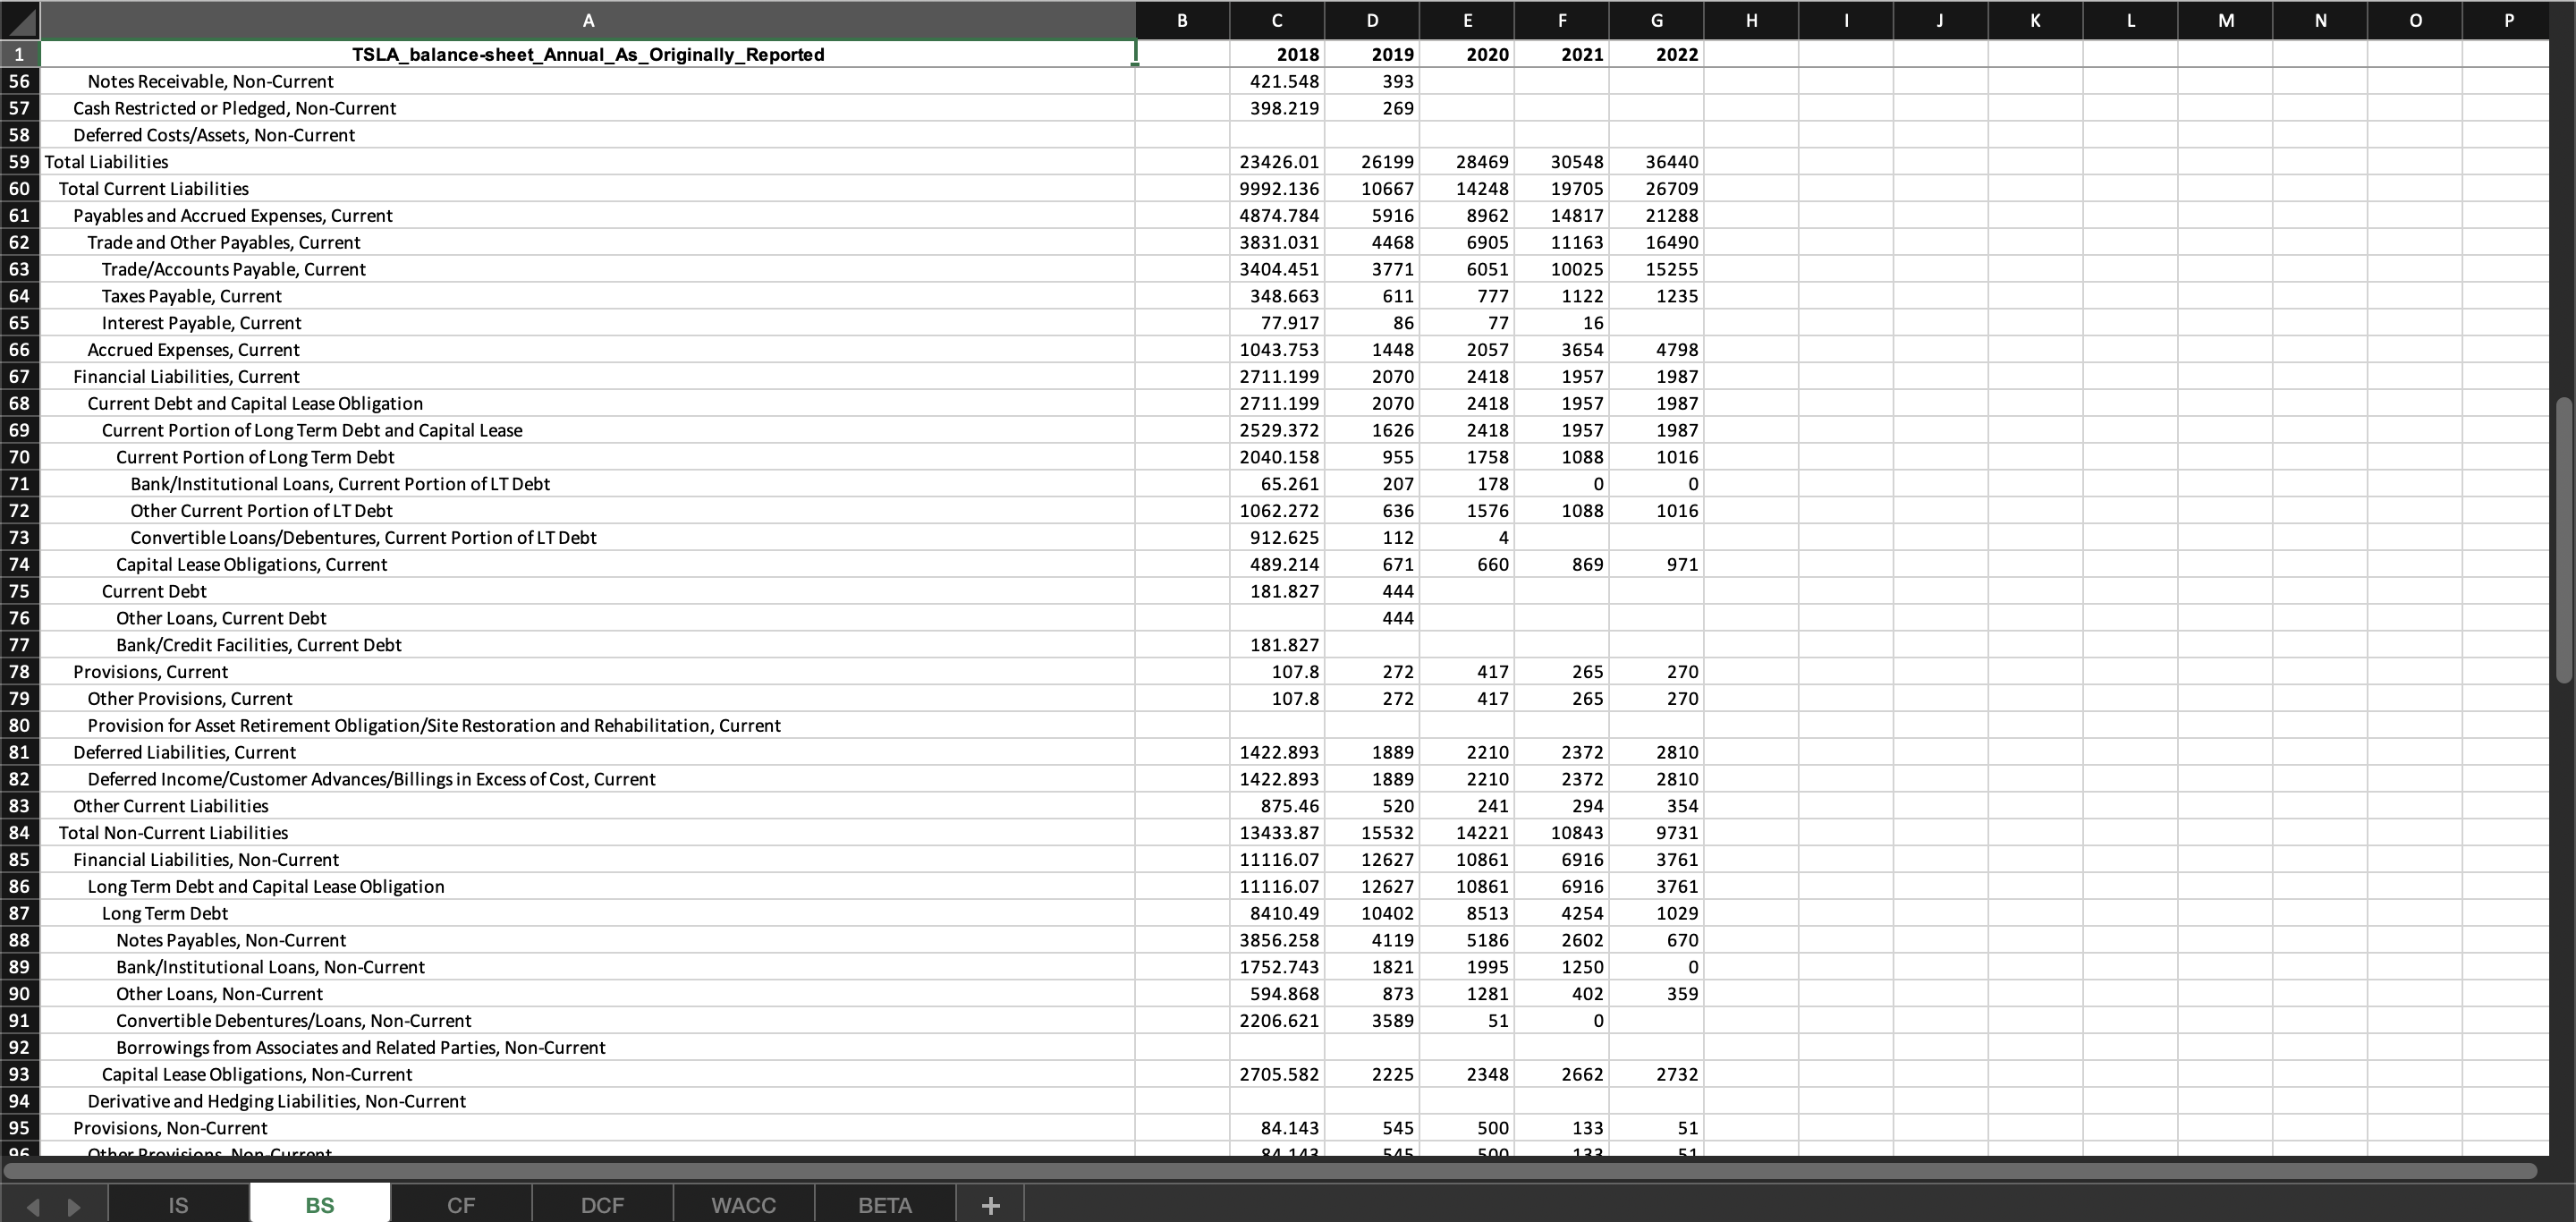 A B C D E F G H I J K L M N O P
1 TSLA_balance-sheet_Annual_As_Originally_Reported 2018 2019 2020 2021 2022
56 Notes Receivable, Non-Current 421.548 393
57 Cash Restricted or Pledged, Non-Current 398.219 269
58 Deferred Costs/Assets, Non-Current
59 Total Liabilities 23426.01 26199 28469 30548 36440
60 Total Current Liabilities 9992.136 10667 14248 19705 26709
61 Payables and Accrued Expenses, Current 4874.784 5916 8962 14817 21288
62 Trade and Other Payables, Current 3831.031 4468 6905 11163 16490
63 Trade/Accounts Payable, Current 3404.451 3771 6051 10025 15255
64 Taxes Payable, Current 348.663 611 777 1122 1235
65 Interest Payable, Current 77.917 86 77 16
66 Accrued Expenses, Current 1043.753 1448 2057 3654 4798
67 Financial Liabilities, Current 2711.199 2070 2418 1957 1987
68 Current Debt and Capital Lease Obligation 2711.199 2070 2418 1957 1987
69 Current Portion of Long Term Debt and Capital Lease 2529.372 1626 2418 1957 1987
70 Current Portion of Long Term Debt 2040.158 955 1758 1088 1016
71 Bank/Institutional Loans, Current Portion of LT Debt 65.261 207 178 0 0
72 Other Current Portion of LT Debt 1062.272 636 1576 1088 1016
73 Convertible Loans/Debentures, Current Portion of LT Debt 912.625 112 4
74 Capital Lease Obligations, Current 489.214 671 660 869 971
75 Current Debt 181.827 444
76 Other Loans, Current Debt 444
77 Bank/Credit Facilities, Current Debt 181.827
78 Provisions, Current 107.8 272 417 265 270
79 Other Provisions, Current 107.8 272 417 265 270
80 Provision for Asset Retirement Obligation/Site Restoration and Rehabilitation, Current
81 Deferred Liabilities, Current 1422.893 1889 2210 2372 2810
82 Deferred Income/Customer Advances/Billings in Excess of Cost, Current 1422.893 1889 2210 2372 2810
83 Other Current Liabilities 875.46 520 241 294 354
84 Total Non-Current Liabilities 13433.87 15532 14221 10843 9731
85 Financial Liabilities, Non-Current 11116.07 12627 10861 6916 3761
86 Long Term Debt and Capital Lease Obligation 11116.07 12627 10861 6916 3761
87 Long Term Debt 8410.49 10402 8513 4254 1029
88 Notes Payables, Non-Current 3856.258 4119 5186 2602 670
89 Bank/Institutional Loans, Non-Current 1752.743 1821 1995 1250 0
90 Other Loans, Non-Current 594.868 873 1281 402 359
91 Convertible Debentures/Loans, Non-Current 2206.621 3589 51 0
92 Borrowings from Associates and Related Parties, Non-Current
93 Capital Lease Obligations, Non-Current 2705.582 2225 2348 2662 2732
94 Derivative and Hedging Liabilities, Non-Current
95 Provisions, Non-Current 84.143 545 500 133 51
96 Other Provisions, Non-Current 84.143 545 500 133 51
IS BS CF DCF WACC BETA +